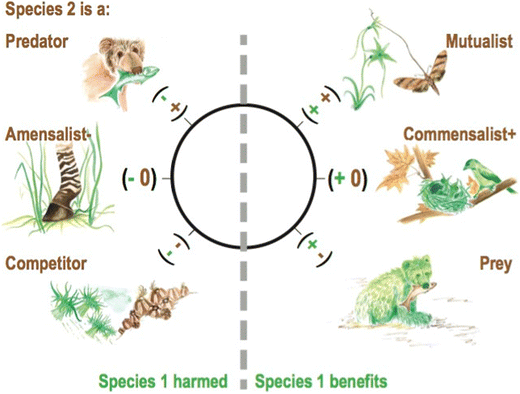 Species 2 is a:
Predator
Mutualist
(- +)
(+ +)
Amensalist-
Commensalist+
(- 0)
(+ 0)
(- -)
(+ -)
Competitor
Prey
Species 1 harmed
Species 1 benefits